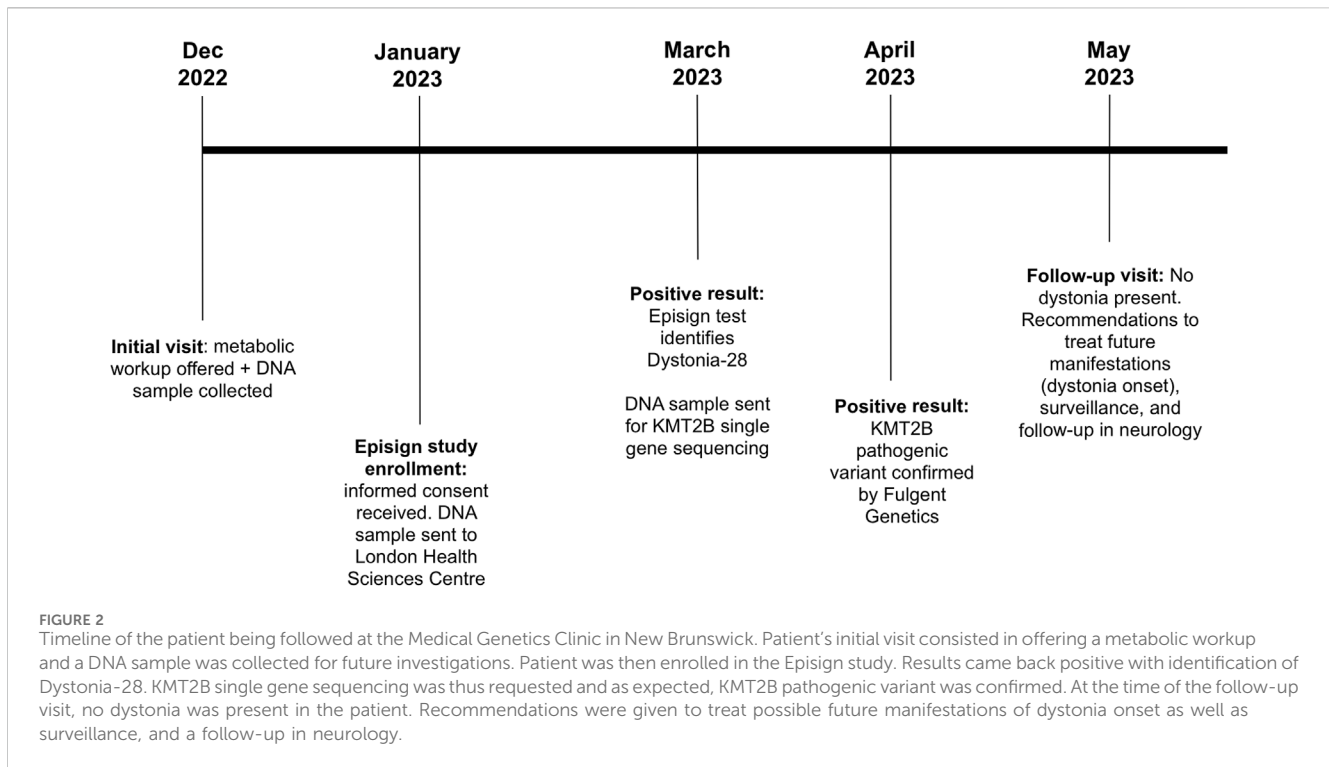 Dec
2022
January
2023
March
2023
April
2023
May
2023
Initial visit: metabolic
workup offered + DNA
sample collected
Episign study
enrollment:
informed consent
received. DNA
sample sent to
London Health
Sciences Centre
Positive result:
Episign test
identifies
Dystonia-28
DNA sample sent
for KMT2B single
gene sequencing
Positive result:
KMT2B
pathogenic
variant confirmed
by Fulgent
Genetics
Follow-up visit: No
dystonia present.
Recommendations to
treat future
manifestations
(dystonia onset),
surveillance, and
follow-up in neurology
FIGURE 2
Timeline of the patient being followed at the Medical Genetics Clinic in New Brunswick. Patient's initial visit consisted in offering a metabolic workup
and a DNA sample was collected for future investigations. Patient was then enrolled in the Episign study. Results came back positive with identification of
Dystonia-28. KMT2B single gene sequencing was thus requested and as expected, KMT2B pathogenic variant was confirmed. At the time of the follow-up
visit, no dystonia was present in the patient. Recommendations were given to treat possible future manifestations of dystonia onset as well as
surveillance, and a follow-up in neurology.